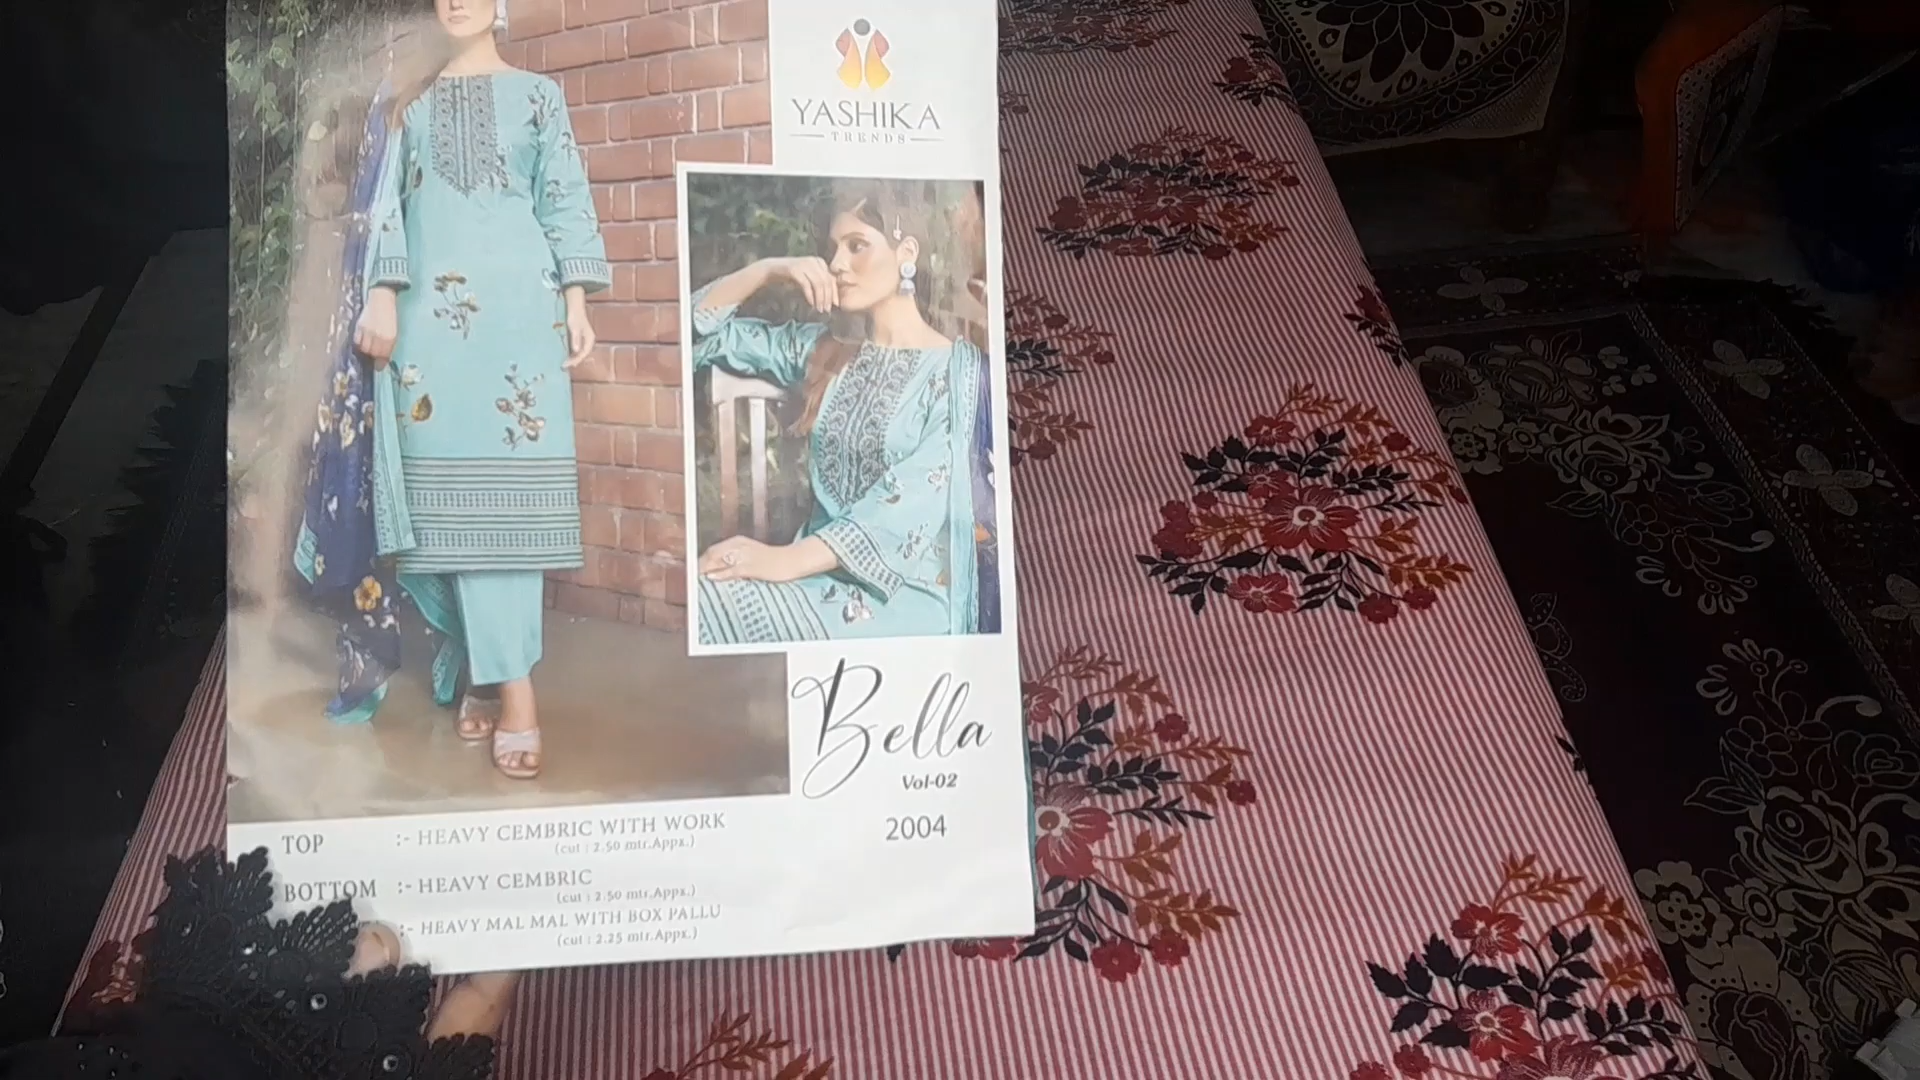 YASHIKA
TRENDS
Bella
Vol-02
2004
TOP :- HEAVY CEMBRIC WITH WORK
(cut : 2.50 mtr.Appx.)
BOTTOM :- HEAVY CEMBRIC
(cut : 2.50 mtr.Appx.)
:- HEAVY MAL MAL WITH BOX PALLU
(cut : 2.25 mtr.Appx.)